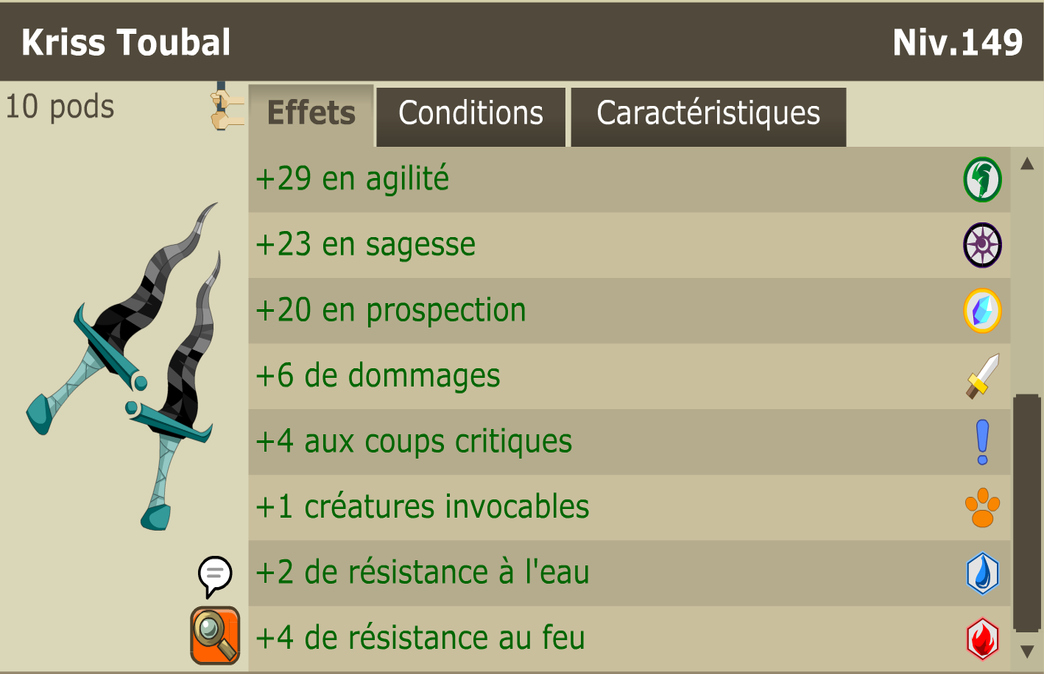 Kriss Toubal Niv.149
10 pods
Effets Conditions Caractéristiques
+29 en agilité
+23 en sagesse
+20 en prospection
+6 de dommages
+4 aux coups critiques
+1 créatures invocables
+2 de résistance à l'eau
+4 de résistance au feu